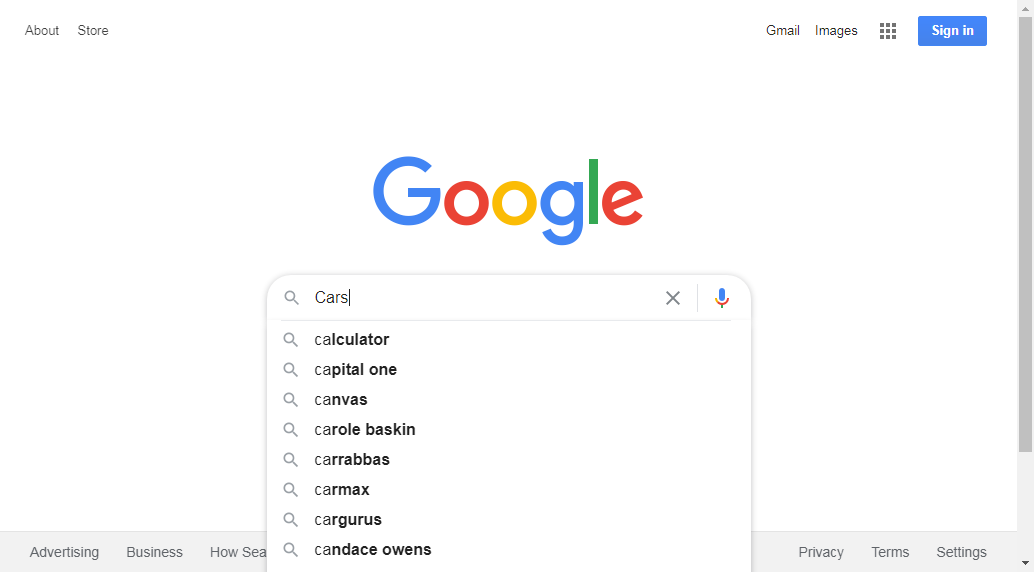 About Store Gmail Images Sign in
Google
Cars
calculator
capital one
canvas
carole baskin
carrabbas
carmax
cargurus
candace owens
Advertising Business How Sea Privacy Terms Settings